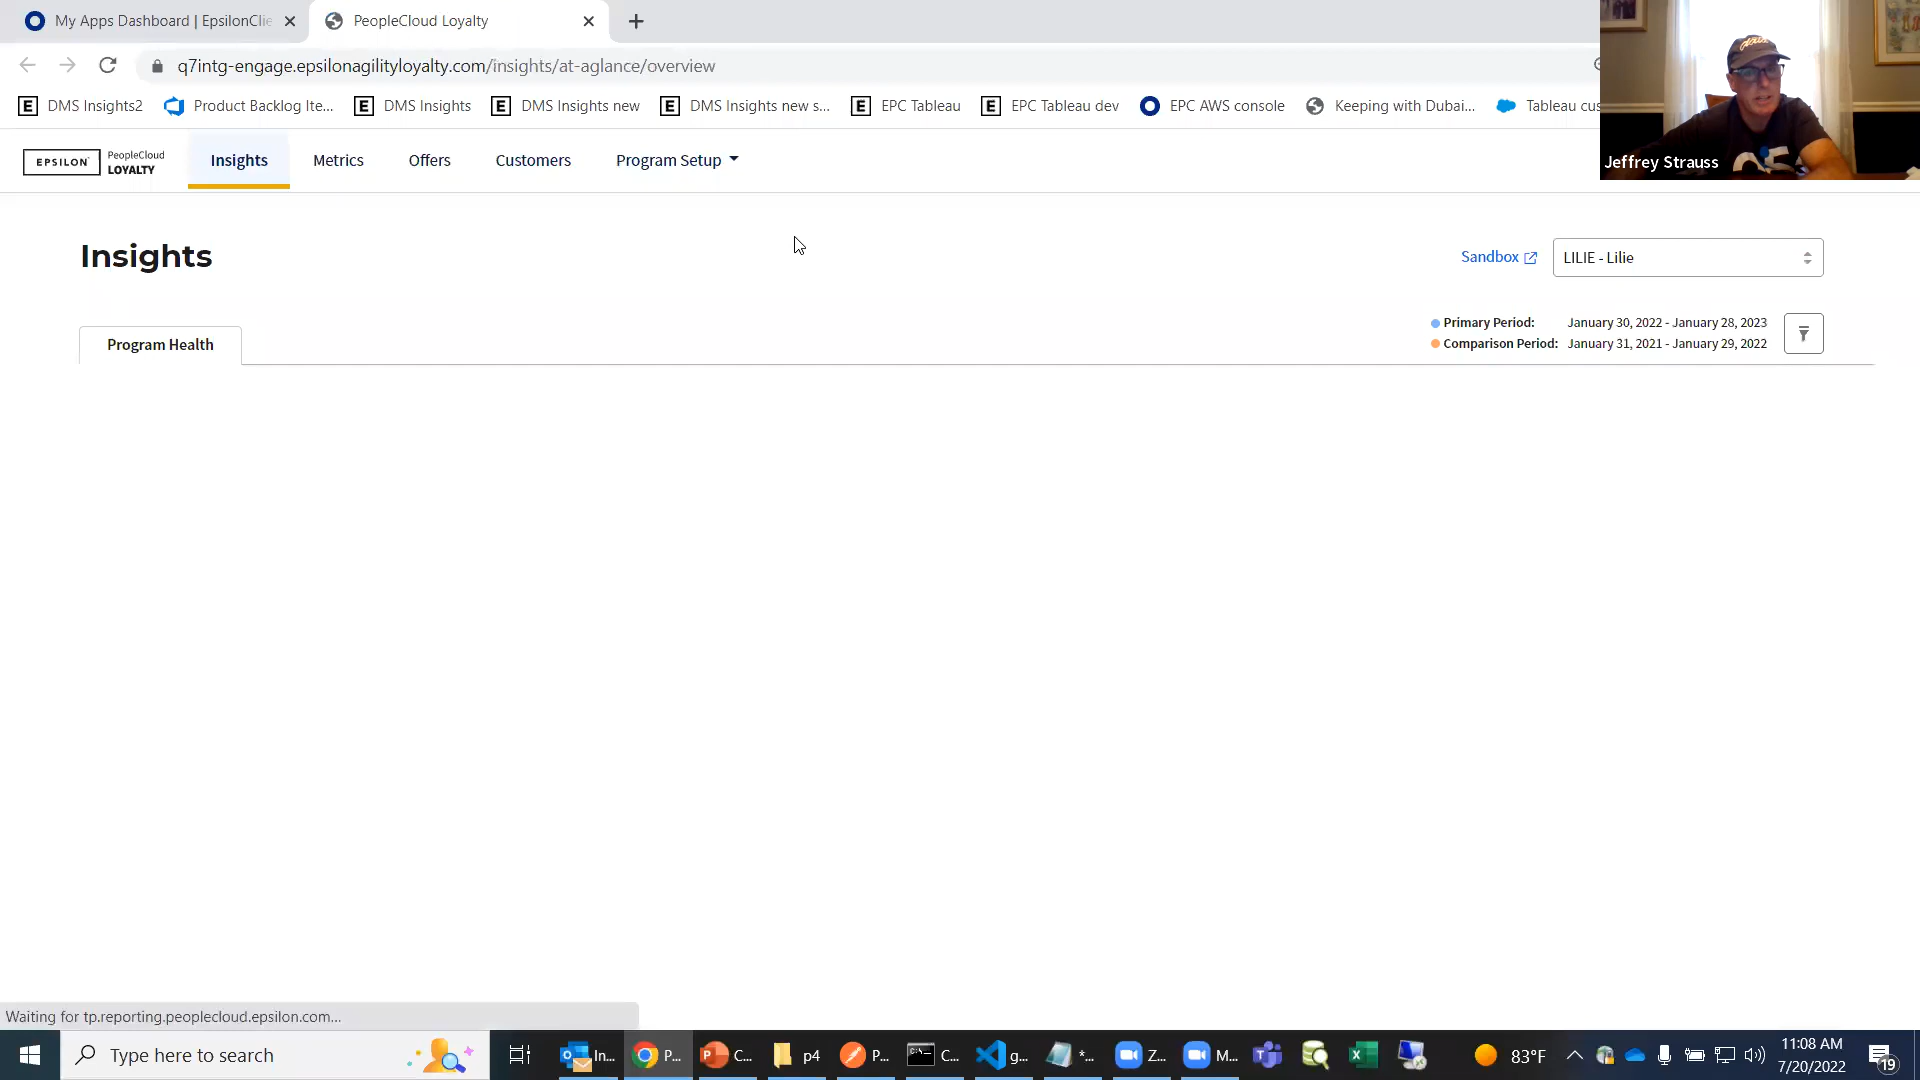 My Apps Dashboard | EpsilonClie
PeopleCloud Loyalty
q7intg-engage.epsilonagilityloyalty.com/insights/at-aglance/overview
E DMS Insights2
Product Backlog Ite...
E DMS Insights
E DMS Insights new
E DMS Insights new s...
E EPC Tableau
E EPC Tableau dev
EPC AWS console
Keeping with Dubai...
Tableau cus
Jeffrey Strauss
EPSILON
PeopleCloud
LOYALTY
Insights
Metrics
Offers
Customers
Program Setup
Insights
Sandbox
LILIE - Lilie
Program Health
Primary Period: January 30, 2022 - January 28, 2023
Comparison Period: January 31, 2021 - January 29, 2022
Waiting for tp.reporting.peoplecloud.epsilon.com...
Type here to search
In...
P...
C...
p4
P...
C...
g...
*...
Z...
M...
83°F
11:08 AM
7/20/2022
19